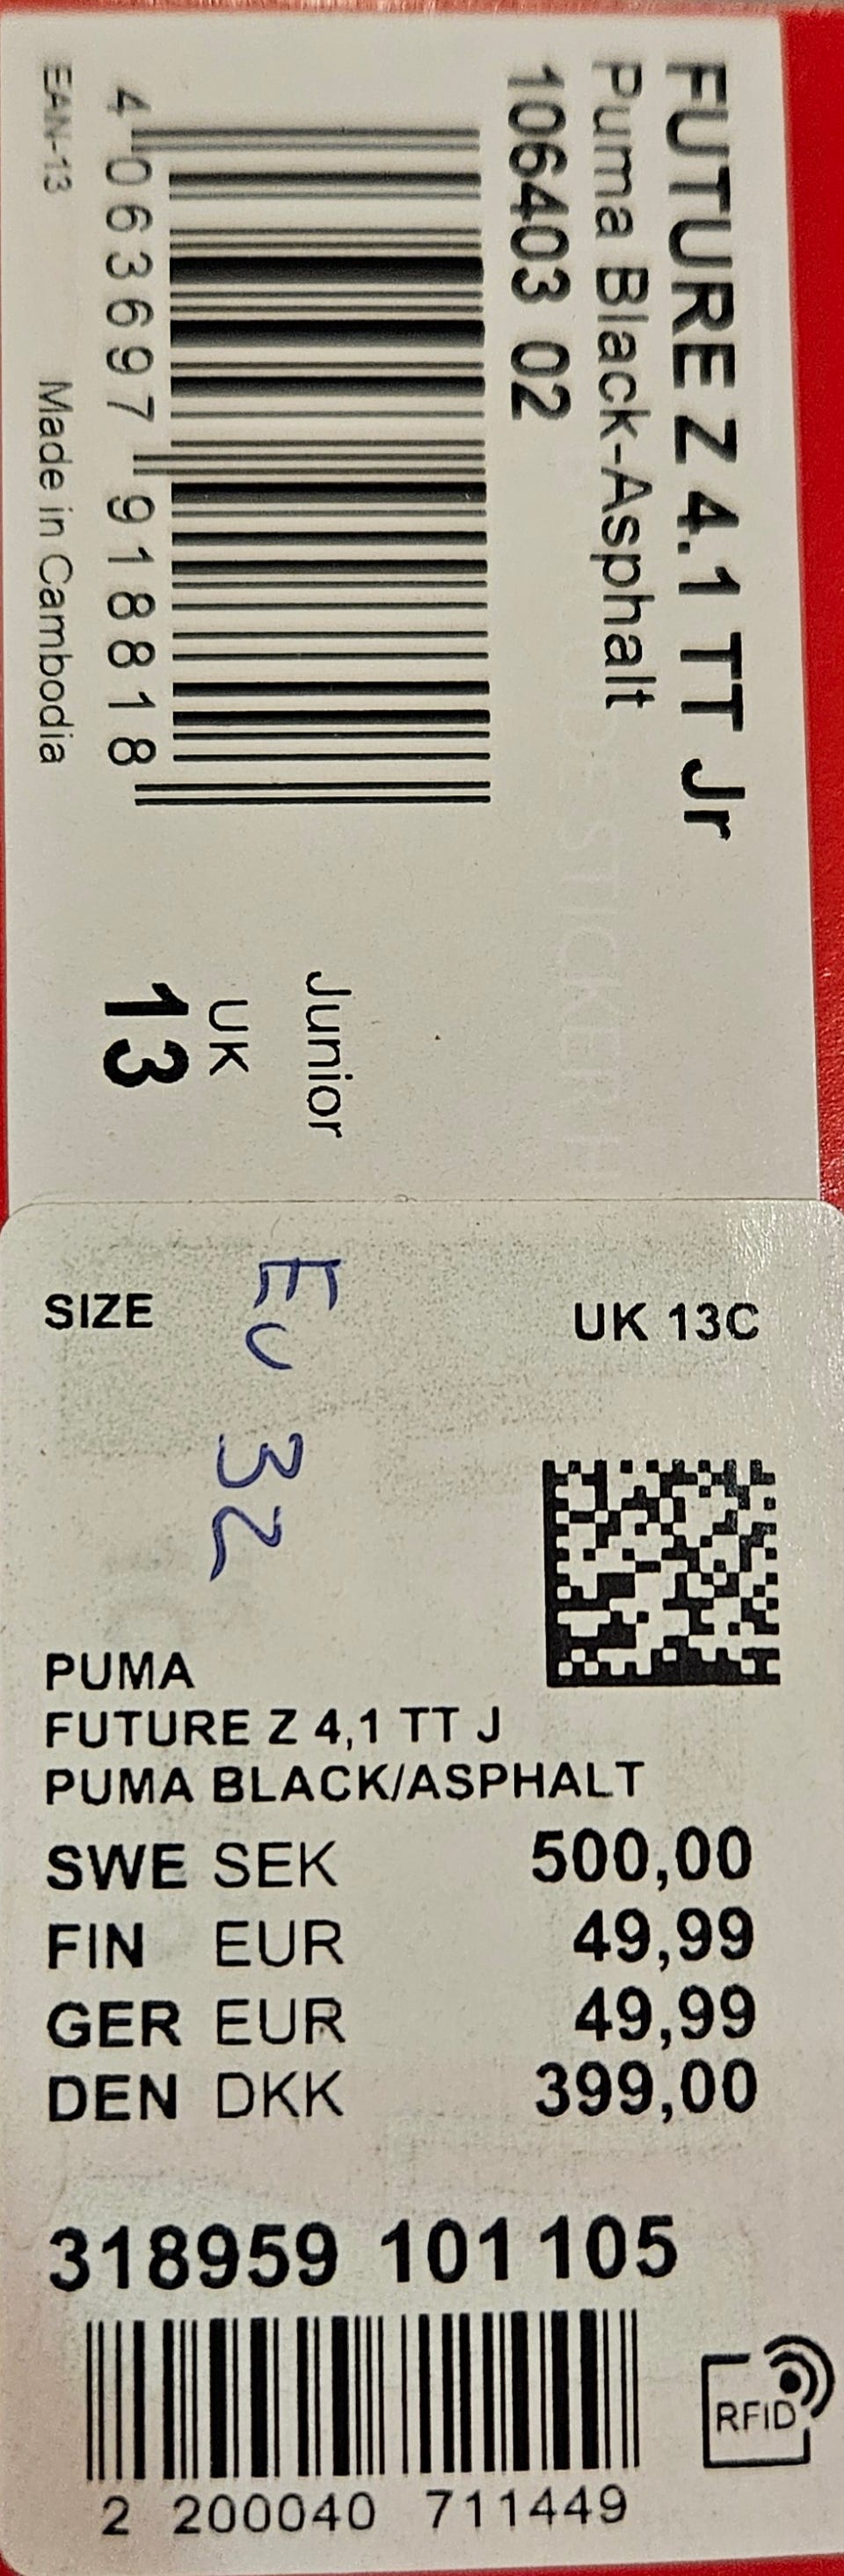 FUTURE Z 4.1 TT Jr
Puma Black-Asphalt
106403 02
4 063697 918818
EAN-13
Made in Cambodia
Junior
UK
13
SIZE
UK 13C
EU 32
PUMA
FUTURE Z 4,1 TT J
PUMA BLACK/ASPHALT
SWE SEK 500,00
FIN EUR 49,99
GER EUR 49,99
DEN DKK 399,00
318959 101 105
RFID
2 200040 711449